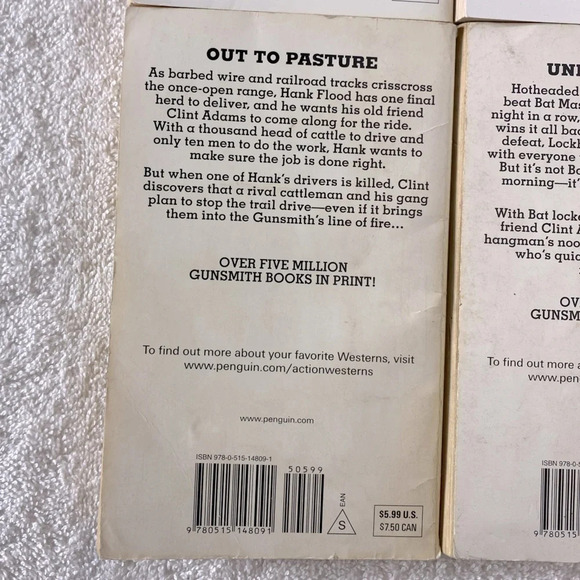 OUT TO PASTURE
As barbed wire and railroad tracks crisscross
the once-open range, Hank Flood has one final
herd to deliver, and he wants his old friend
Clint Adams to come along for the ride.
With a thousand head of cattle to drive and
only ten men to do the work, Hank wants to
make sure the job is done right.
But when one of Hank's drivers is killed, Clint
discovers that a rival cattleman and his gang
plan to stop the trail drive—even if it brings
them into the Gunsmith's line of fire...
OVER FIVE MILLION
GUNSMITH BOOKS IN PRINT!
To find out more about your favorite Westerns, visit
www.penguin.com/actionwesterns
www.penguin.com
ISBN 978-0-515-14809-1
50599
9 780515 148091
EAN
S
$5.99 U.S.
$7.50 CAN
Hotheaded
beat Bat
night in a row,
wins it all
defeat,
with everyone
But it's not
morning—it's
With Bat
friend Clint
hangman's
who's
GUNSM
To find out more
www.pen
ISBN 978-0-5
9 780515